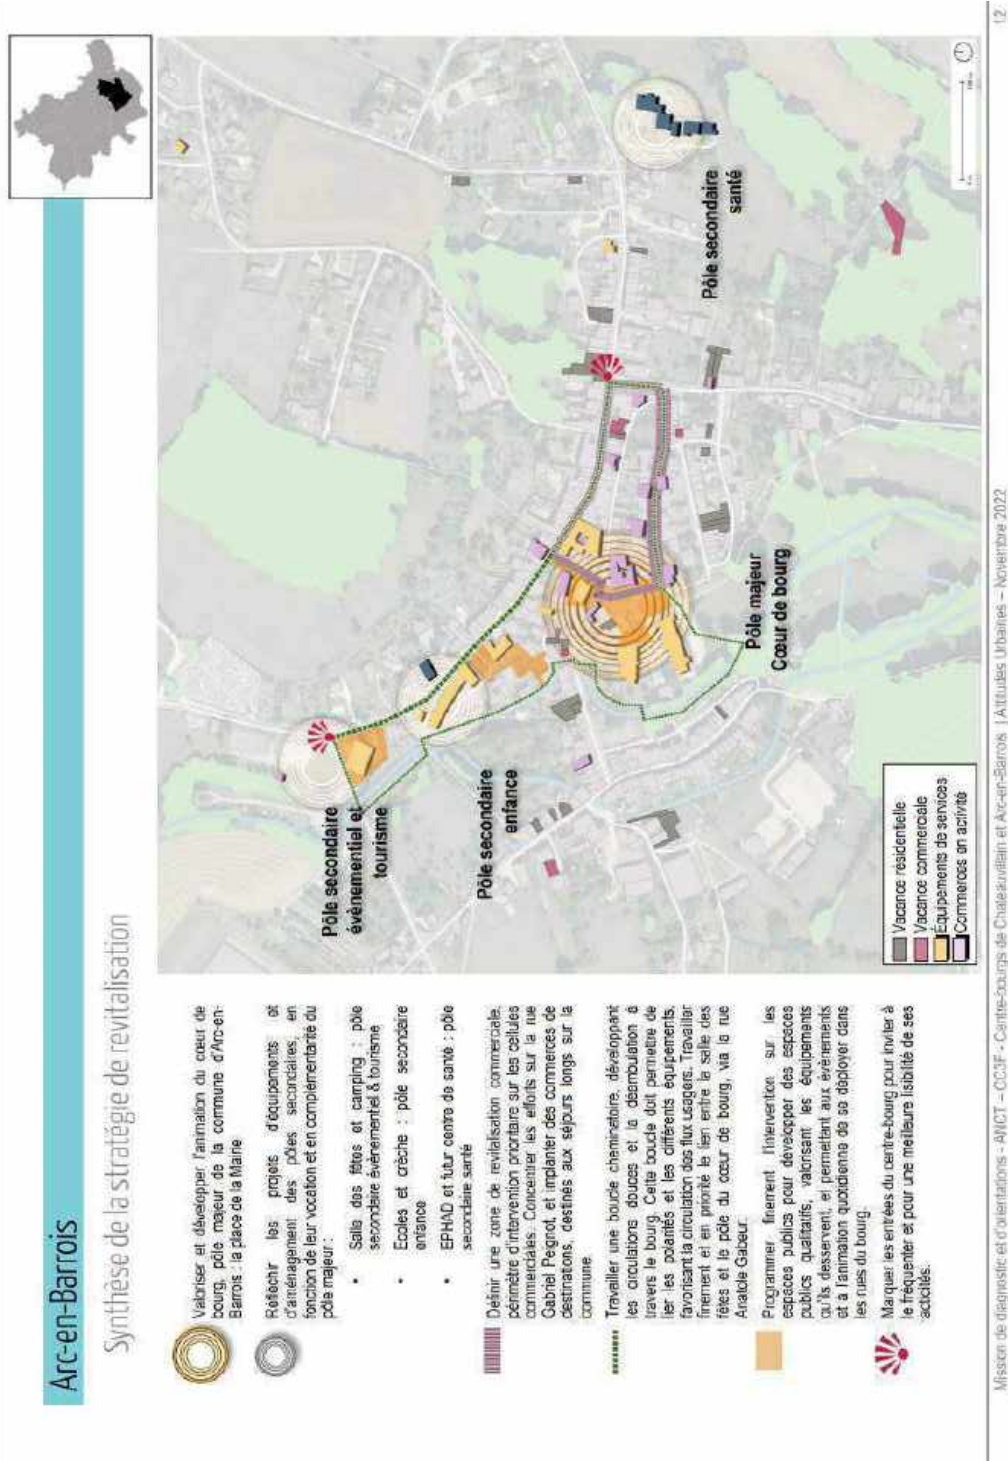 Arc-en-Barrois
Synthèse de la stratégie de revitalisation
Valoriser et développer l'animation du cœur de
bourg, pôle majeur de la commune d'Arc-en-
Barrois : la place de la Mairie
Réfléchir les projets d'équipements et
d'aménagement des pôles secondaires, en
fonction de leur vocation et en complémentarité du
pôle majeur :
• Salle des fêtes et camping : pôle
secondaire évènementiel & tourisme
• Ecoles et crèche : pôle secondaire
enfance
• EPHAD et futur centre de santé : pôle
secondaire santé
Définir une zone de revitalisation commerciale,
périmètre d'intervention prioritaire sur les cellules
commerciales. Concentrer les efforts sur la rue
Gabriel Pegnot, et implanter des commerces de
destinations, destinés aux séjours longs sur la
commune.
Travailler une boucle cheminatoire, développant
les circulations douces et la déambulation à
travers le bourg. Cette boucle doit permettre de
lier les polarités et les différents équipements,
favorisant la circulation des flux usagers. Travailler
finement et en priorité le lien entre la salle des
fêtes et le pôle du cœur de bourg, via la rue
Anatole Gabeur.
Programmer finement l'intervention sur les
espaces publics pour développer des espaces
publics qualitatifs, valorisant les équipements
qu'ils desservent, et permettant aux évènements
et à l'animation quotidienne de se déployer dans
les rues du bourg.
Marquer les entrées du centre-bourg pour inviter à
le fréquenter et pour une meilleure lisibilité de ses
Pôle secondaire
évènementiel et
tourisme
Pôle secondaire
enfance
Pôle majeur
Cœur de bourg
Pôle secondaire
santé
Vacance résidentielle
Vacance commerciale
Équipements de services
Commerces en activité
Mission de diagnostic et d'orientations - ANCT - CC3F - Centre-bourgs de Chateauvillain et Arc-en-Barrois | Attitudes Urbaines – Novembre 2022
12